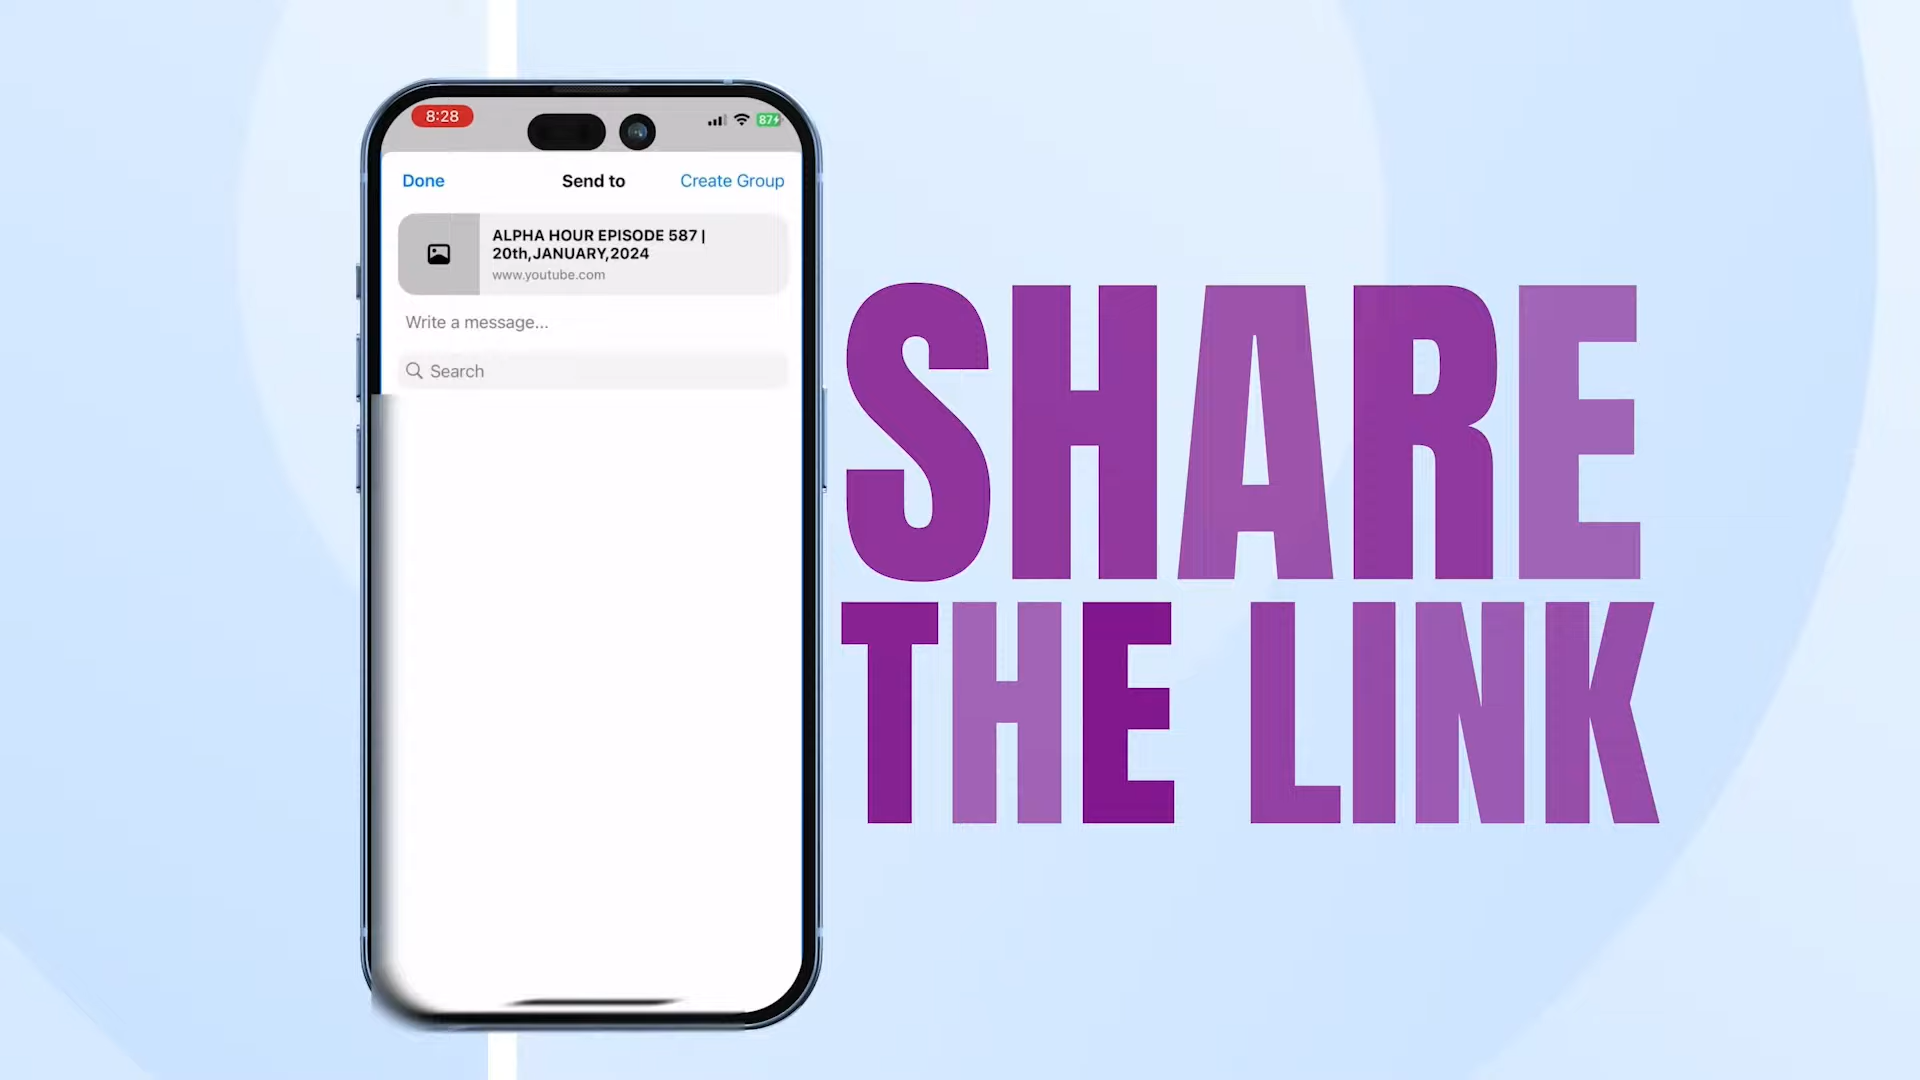 8:28
87
Done
Send to
Create Group
ALPHA HOUR EPISODE 587 |
20th,JANUARY,2024
www.youtube.com
Write a message...
Search
SHARE
THE LINK